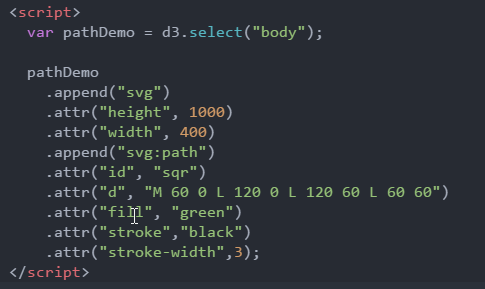 <script>
var pathDemo = d3.select("body");
pathDemo
.append("svg")
.attr("height", 1000)
.attr("width", 400)
.append("svg:path")
.attr("id", "sqr")
.attr("d", "M 60 0 L 120 0 L 120 60 L 60 60")
.attr("fill", "green")
.attr("stroke","black")
.attr("stroke-width",3);
</script>